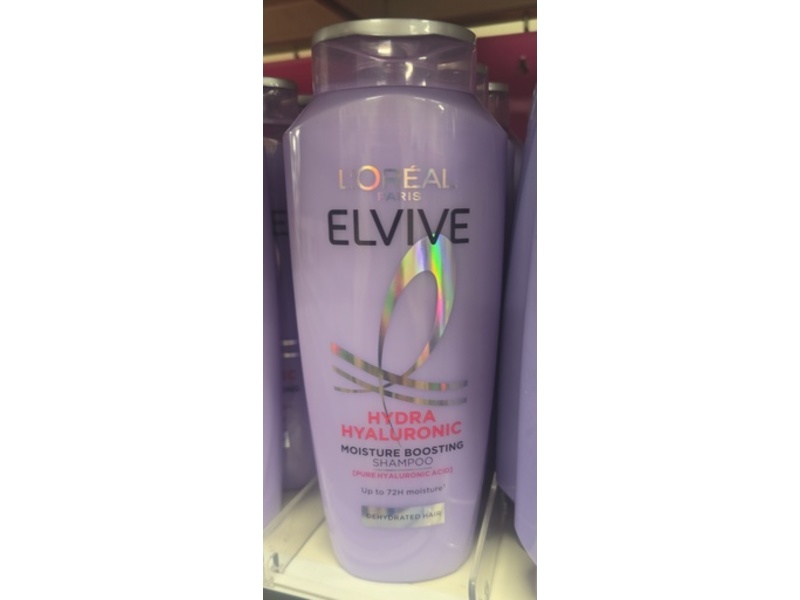 L'ORÉAL
PARIS
ELVIVE
HYDRA
HYALURONIC
MOISTURE BOOSTING
SHAMPOO
[PURE HYALURONIC ACID]
Up to 72H moisture*
DEHYDRATED HAIR